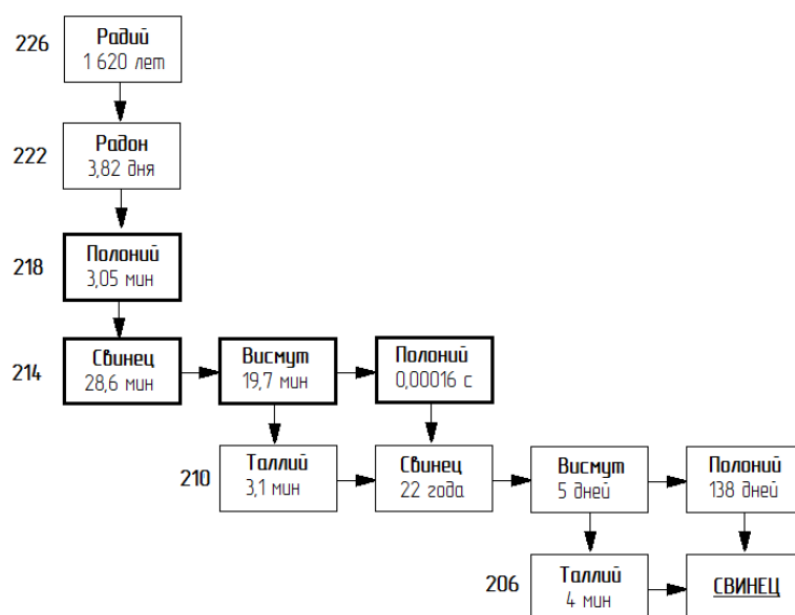 226
Радий
1 620 лет
222
Радон
3,82 дня
218
Полоний
3,05 мин
214
Свинец
28,6 мин
Висмут
19,7 мин
Полоний
0,00016 с
210
Таллий
3,1 мин
Свинец
22 года
Висмут
5 дней
Полоний
138 дней
206
Таллий
4 мин
СВИНЕЦ